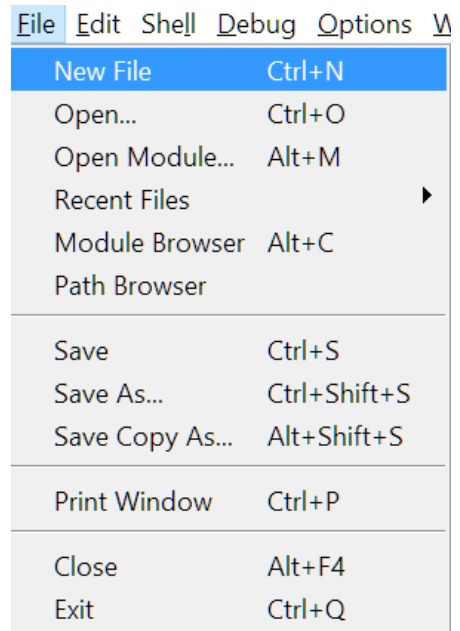 File Edit Shell Debug Options W
New File Ctrl+N
Open... Ctrl+O
Open Module... Alt+M
Recent Files
Module Browser Alt+C
Path Browser
Save Ctrl+S
Save As... Ctrl+Shift+S
Save Copy As... Alt+Shift+S
Print Window Ctrl+P
Close Alt+F4
Exit Ctrl+Q